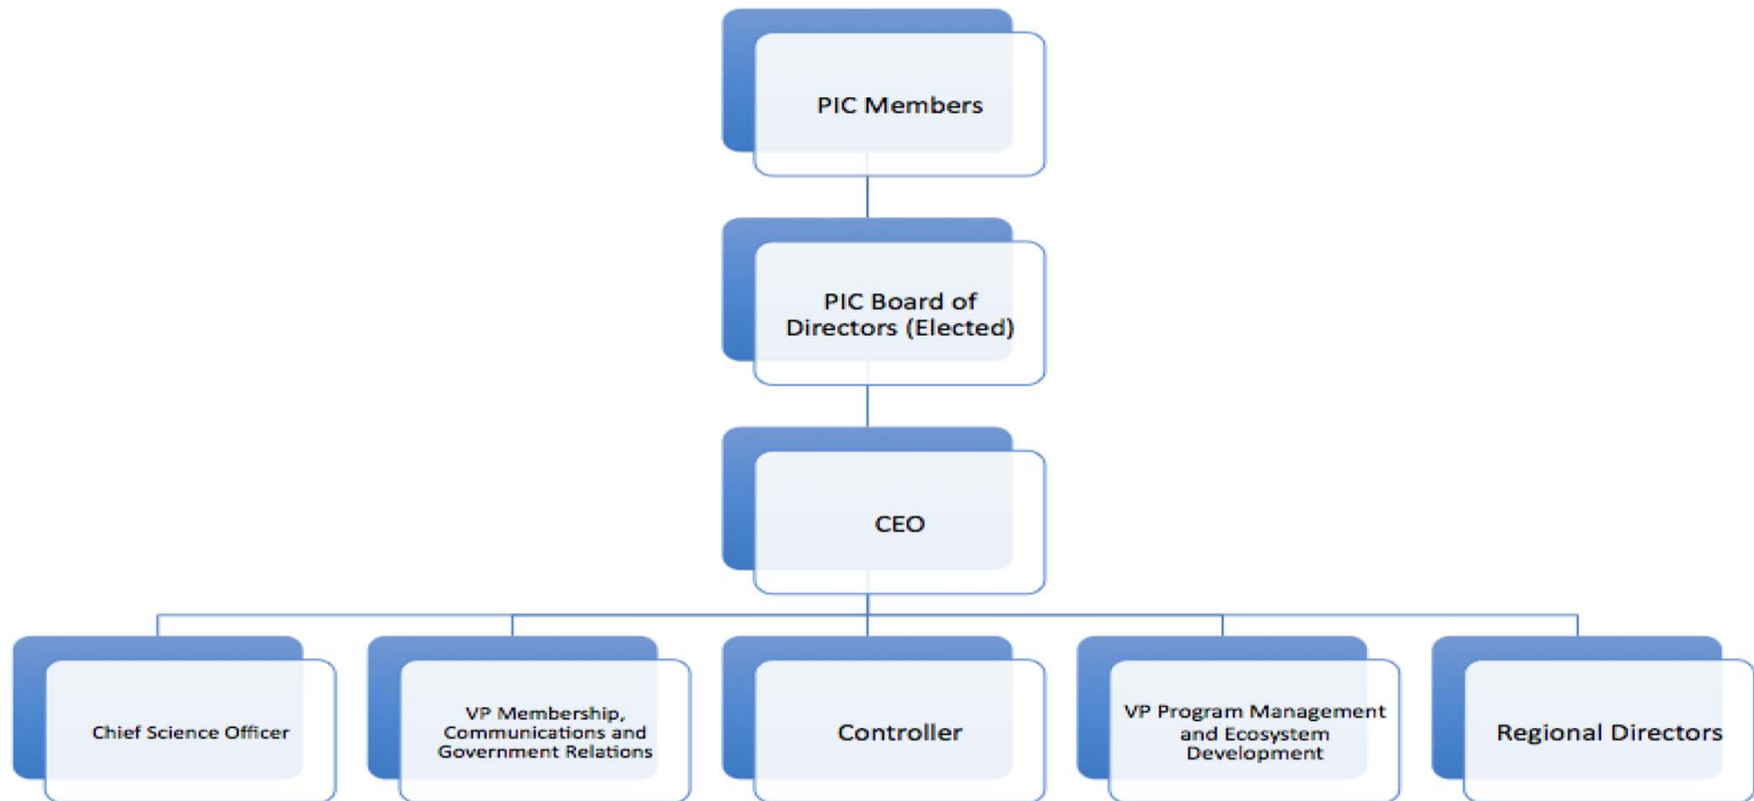 PIC Members
PIC Board of
Directors (Elected)
CEO
Chief Science Officer
VP Membership,
Communications and
Government Relations
Controller
VP Program Management
and Ecosystem
Development
Regional Directors